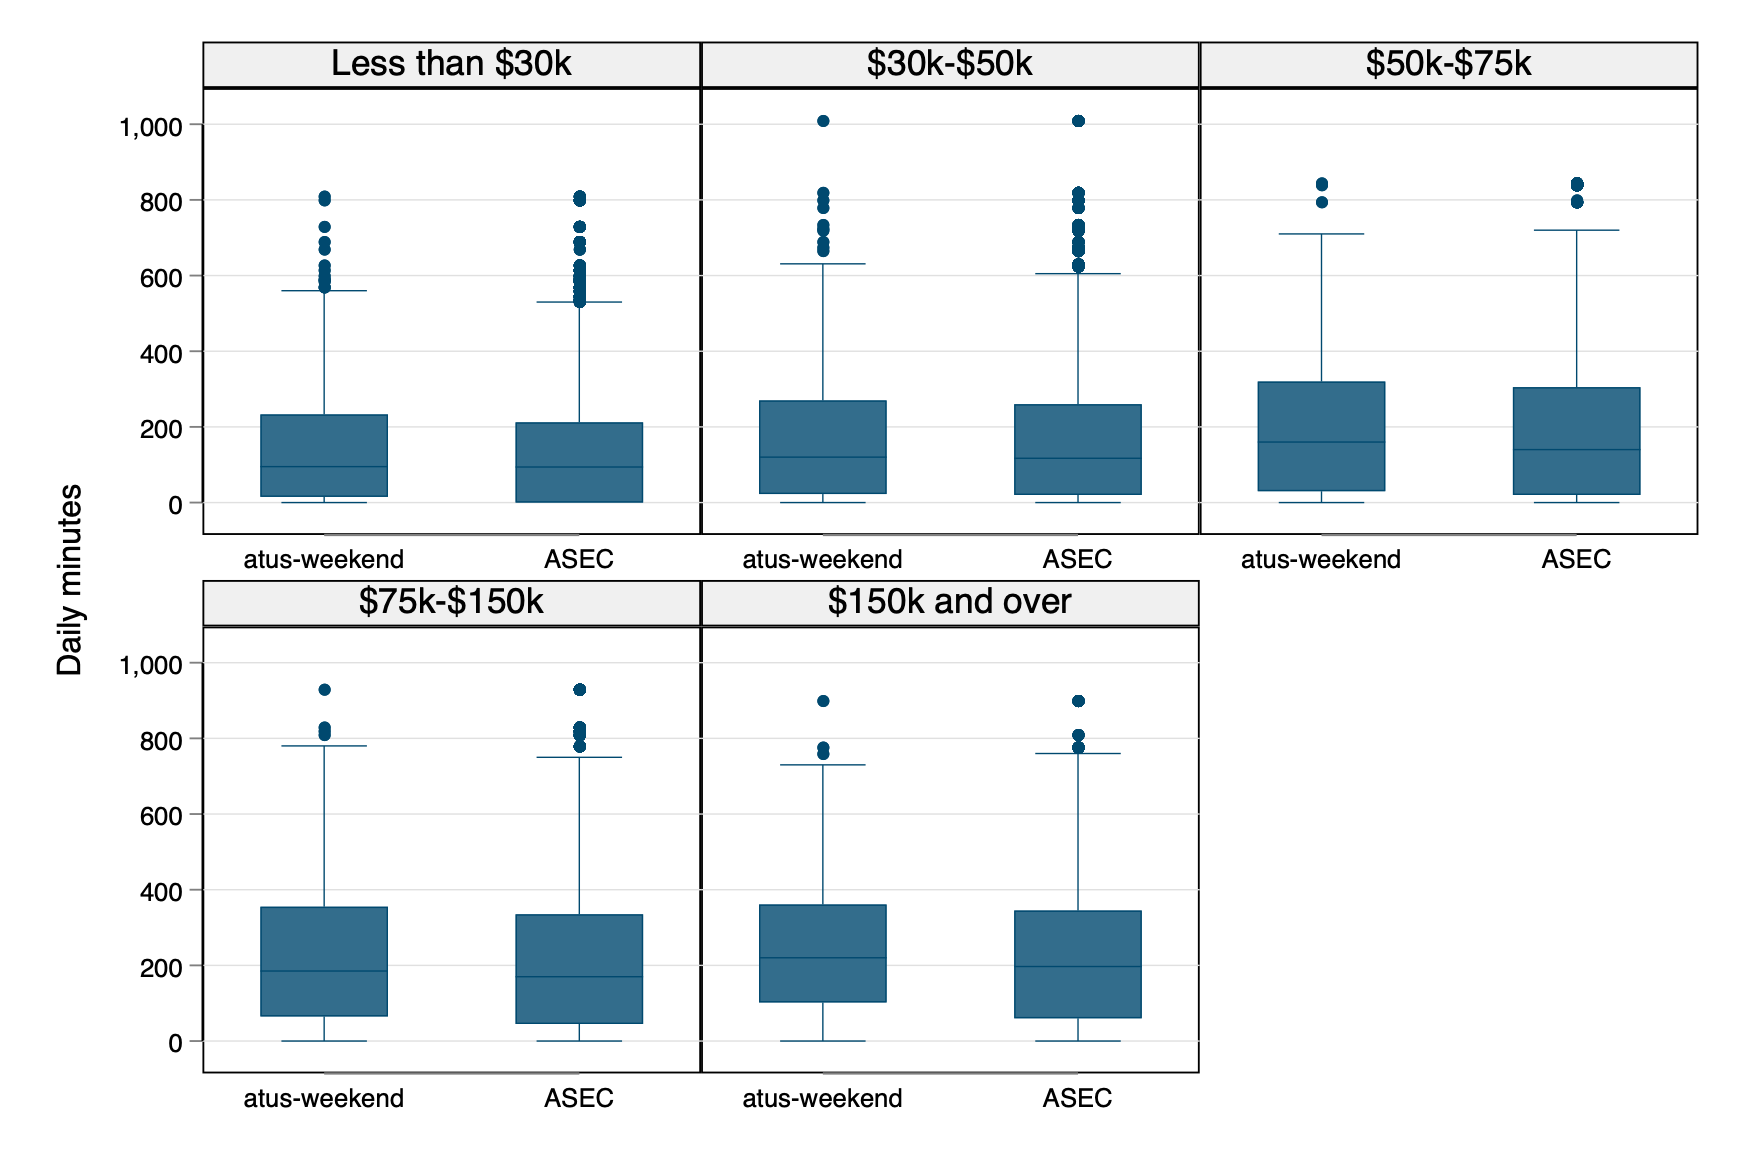 Less than $30k
$30k-$50k
$50k-$75k
1,000
800
600
400
200
0
atus-weekend
ASEC
atus-weekend
ASEC
atus-weekend
ASEC
Daily minutes
$75k-$150k
$150k and over
1,000
800
600
400
200
0
atus-weekend
ASEC
atus-weekend
ASEC